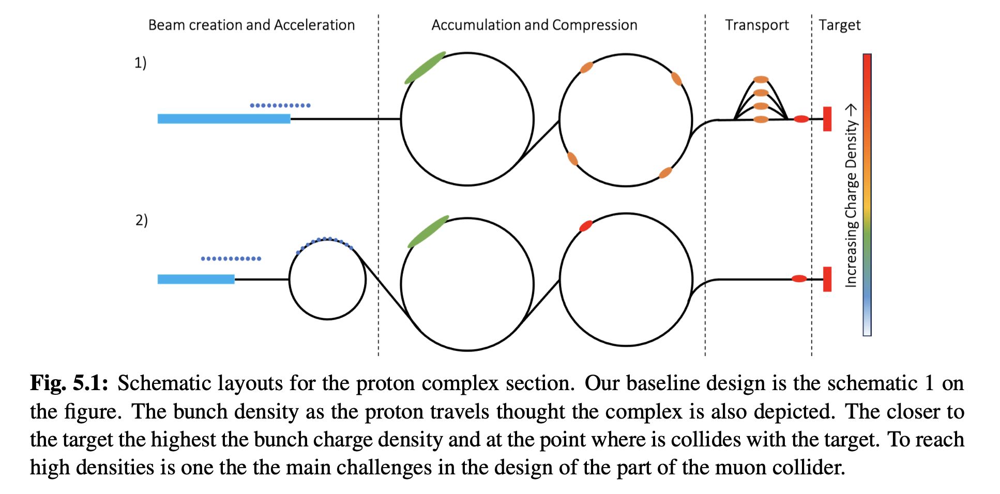 Beam creation and Acceleration
Accumulation and Compression
Transport
Target
1)
2)
Increasing Charge Density →
Fig. 5.1: Schematic layouts for the proton complex section. Our baseline design is the schematic 1 on
the figure. The bunch density as the proton travels thought the complex is also depicted. The closer to
the target the highest the bunch charge density and at the point where is collides with the target. To reach
high densities is one the the main challenges in the design of the part of the muon collider.